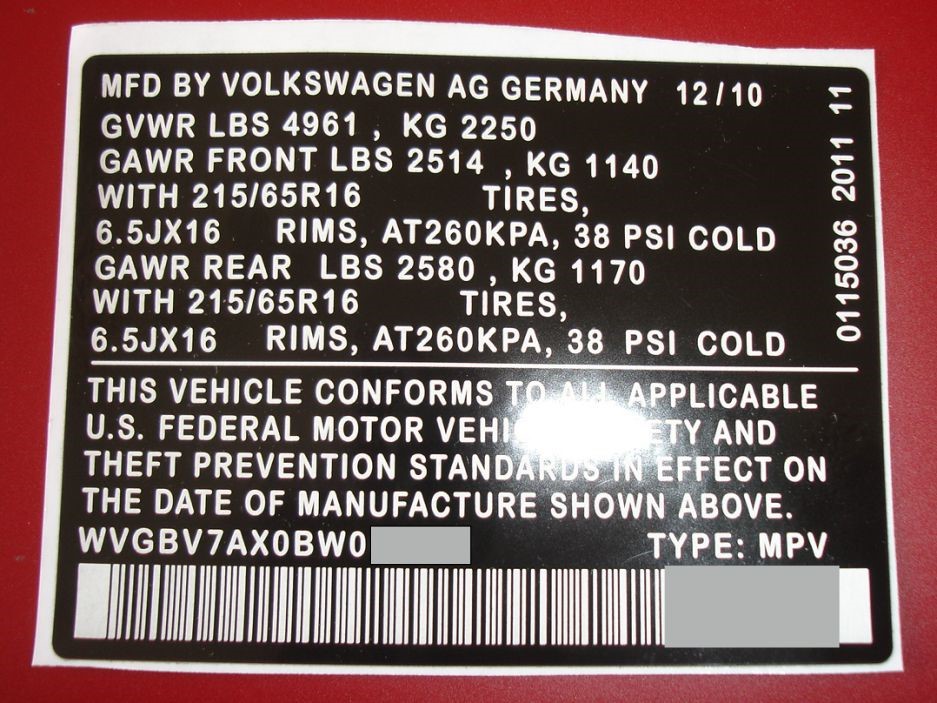 MFD BY VOLKSWAGEN AG GERMANY 12/10
GVWR LBS 4961 , KG 2250
GAWR FRONT LBS 2514 , KG 1140
WITH 215/65R16 TIRES,
6.5JX16 RIMS, AT260KPA, 38 PSI COLD
GAWR REAR LBS 2580 , KG 1170
WITH 215/65R16 TIRES,
6.5JX16 RIMS, AT260KPA, 38 PSI COLD
THIS VEHICLE CONFORMS TO ALL APPLICABLE
U.S. FEDERAL MOTOR VEHI ETY AND
THEFT PREVENTION STANDARDS IN EFFECT ON
THE DATE OF MANUFACTURE SHOWN ABOVE.
WVGBV7AX0BW0 TYPE: MPV
0115036 2011 11